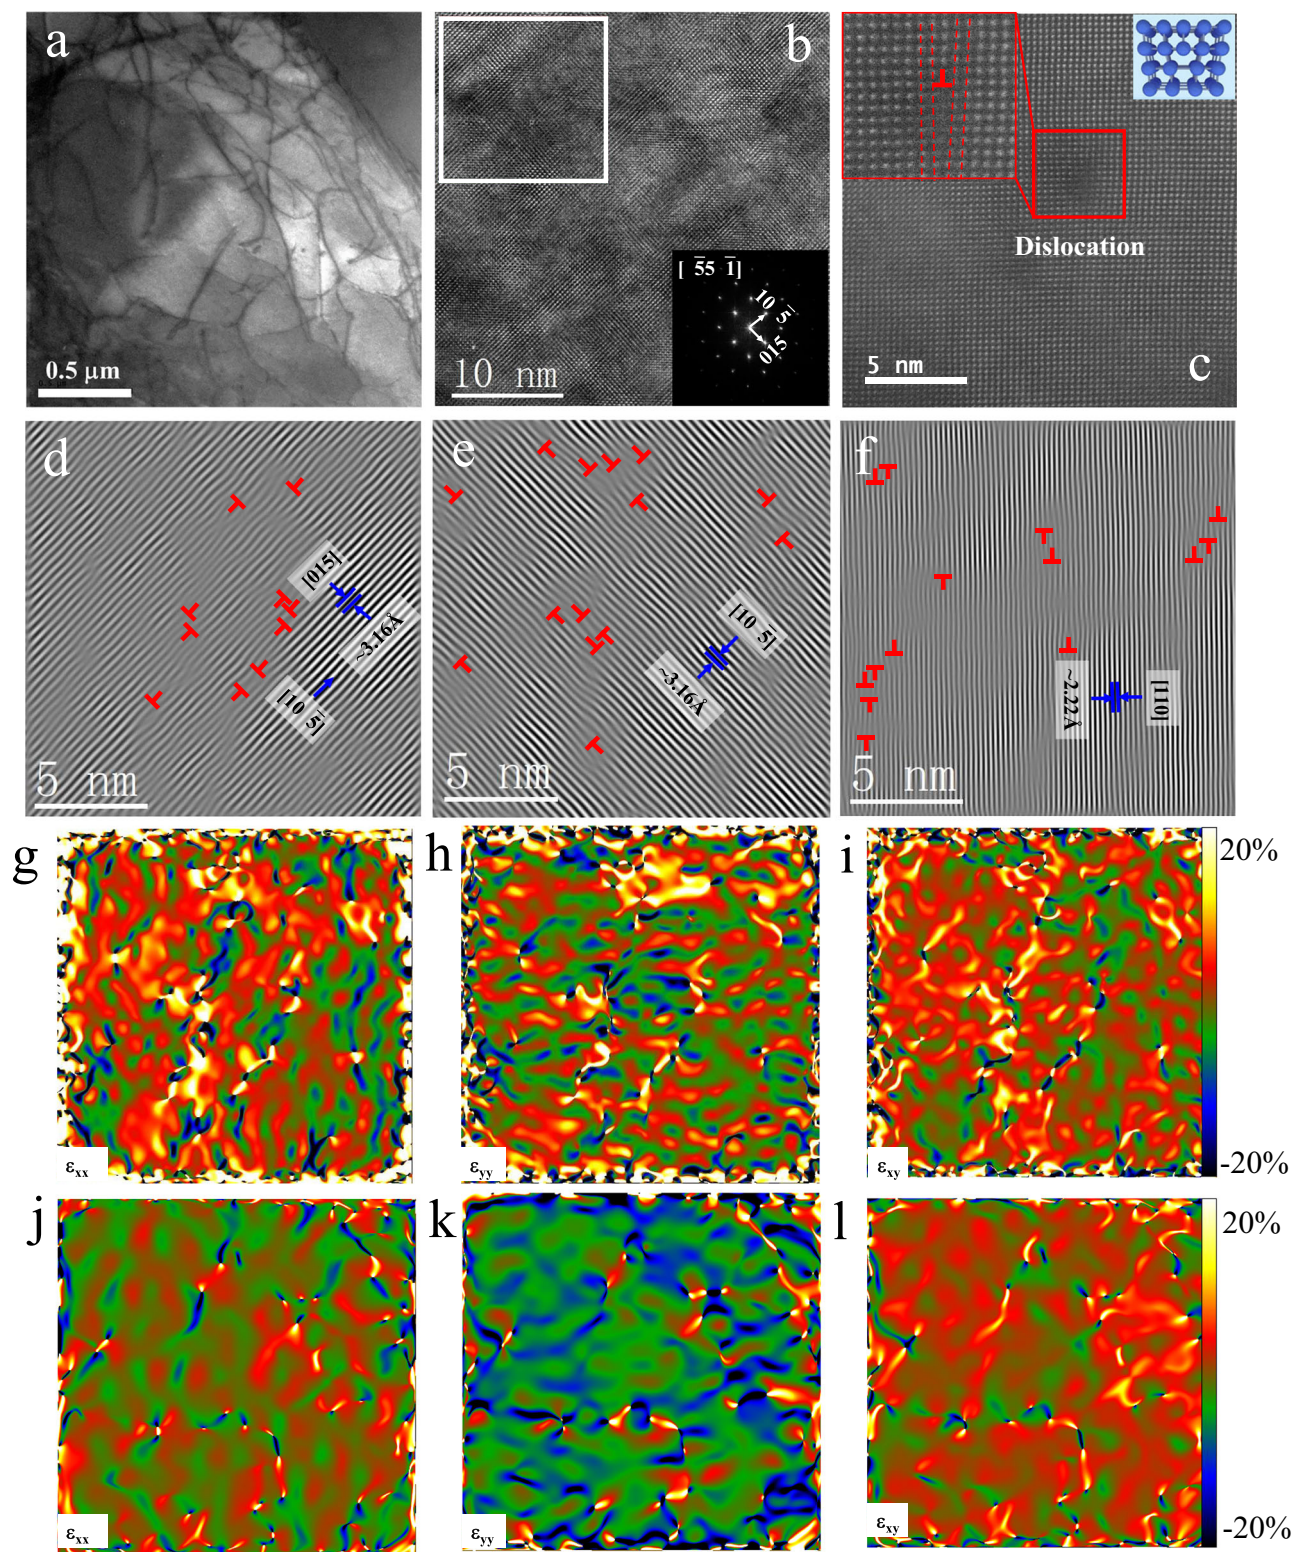 a
0.5 μm
b
[ 5̅5 1̅]
10 5̅
015
10 nm
Dislocation
5 nm
c
d
[015]
~3.16Å
[10 5̅]
5 nm
e
[10 5̅]
~3.16Å
5 nm
f
~2.22Å
[110]
5 nm
g
εxx
h
εyy
i
εxy
20%
-20%
j
εxx
k
εyy
l
εxy
20%
-20%